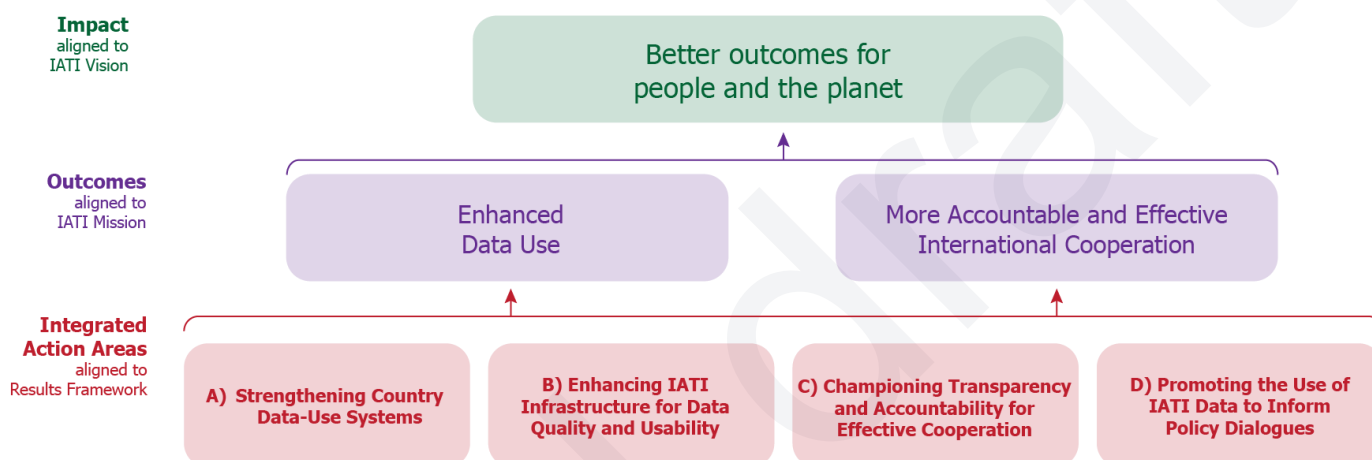 Impact
aligned to
IATI Vision
Better outcomes for
people and the planet
Outcomes
aligned to
IATI Mission
Enhanced
Data Use
More Accountable and Effective
International Cooperation
Integrated
Action Areas
aligned to
Results Framework
A) Strengthening Country
Data-Use Systems
B) Enhancing IATI
Infrastructure for Data
Quality and Usability
C) Championing Transparency
and Accountability for
Effective Cooperation
D) Promoting the Use of
IATI Data to Inform
Policy Dialogues